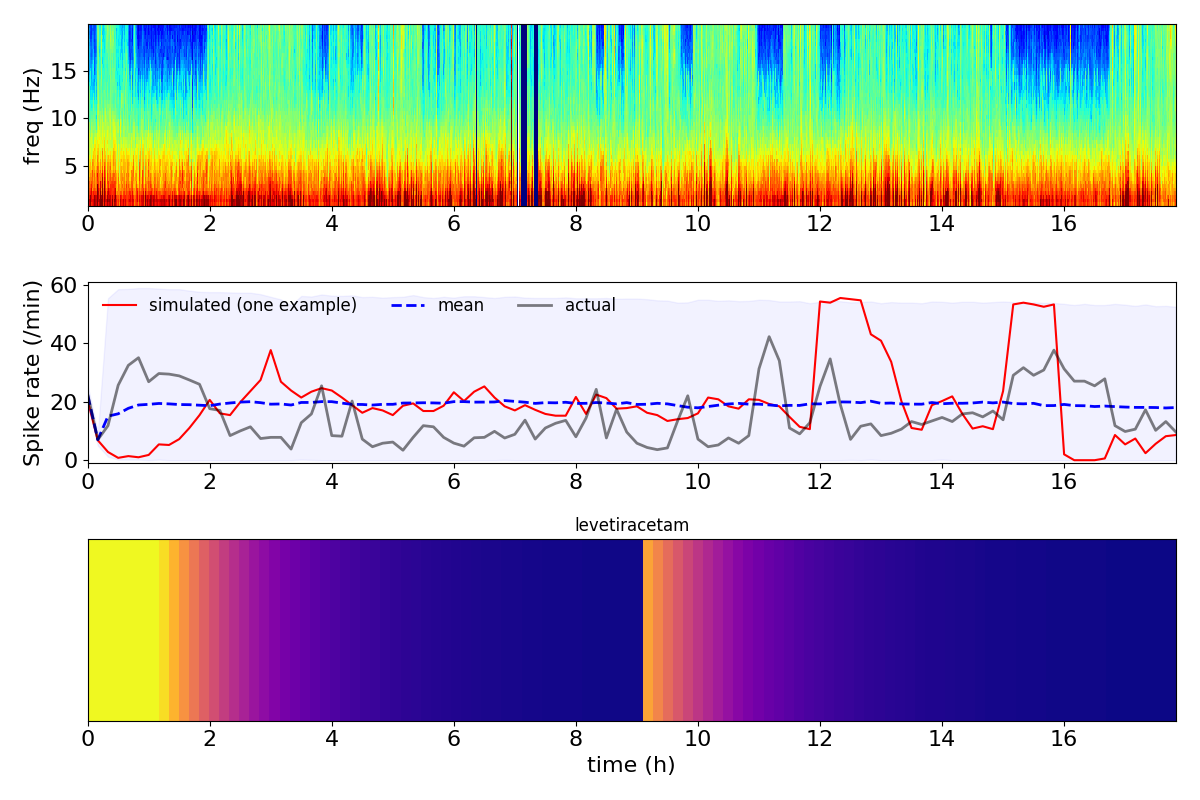 freq (Hz)
15
10
5
0 2 4 6 8 10 12 14 16
Spike rate (/min)
60
40
20
0
simulated (one example) mean actual
0 2 4 6 8 10 12 14 16
levetiracetam
0 2 4 6 8 10 12 14 16
time (h)